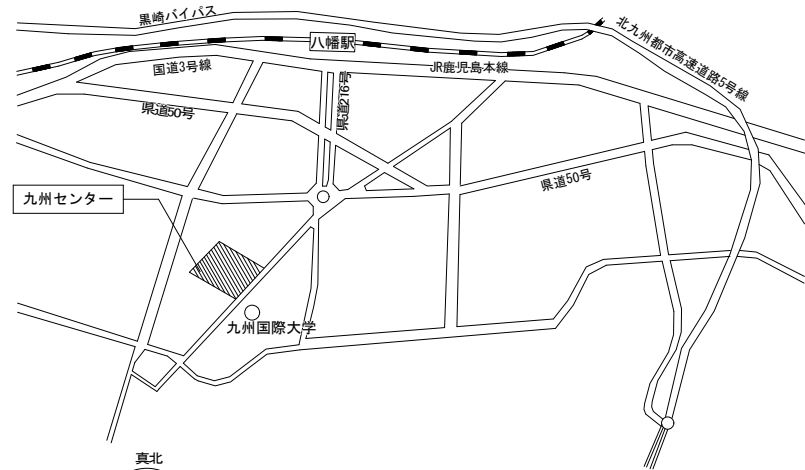 黒崎バイパス
八幡駅
北九州都市高速道路5号線
国道3号線
JR鹿児島本線
県道50号
県道216号
県道50号
九州センター
九州国際大学
真北